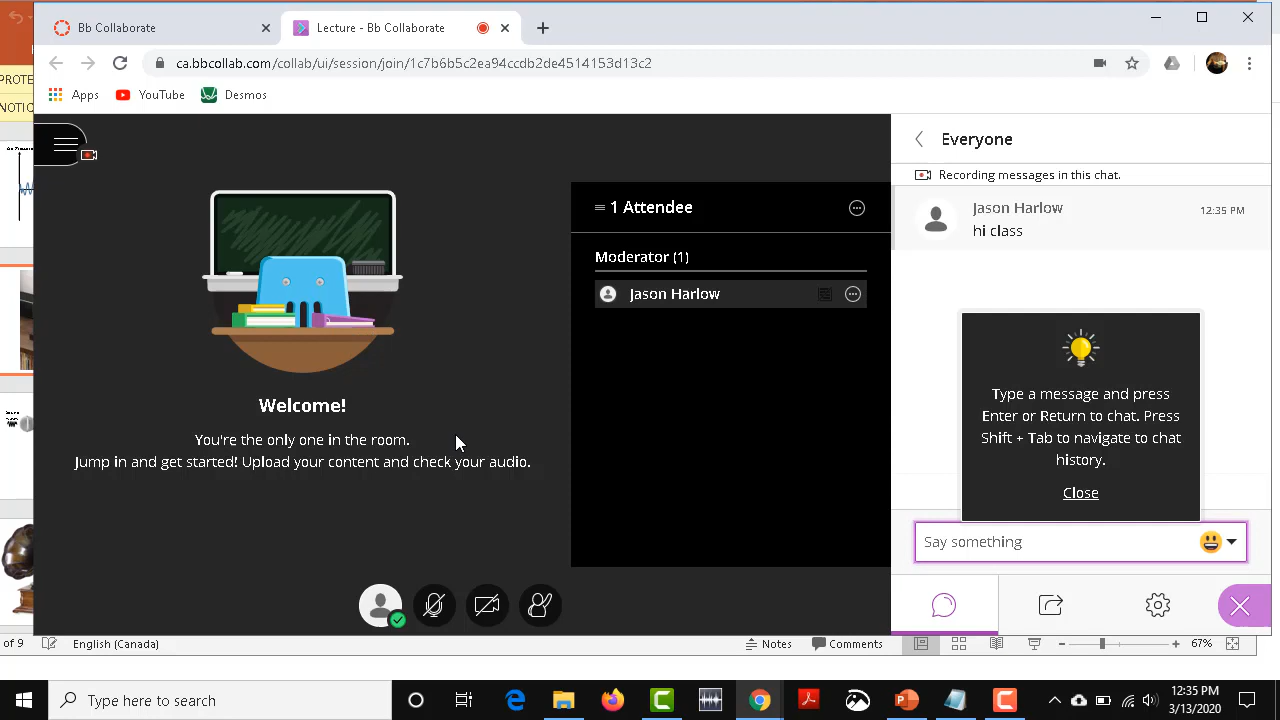 Bb Collaborate
Lecture - Bb Collaborate
ca.bbcollab.com/collab/ui/session/join/1c7b6b5c2ea94ccdb2de4514153d13c2
Apps
YouTube
Desmos
PROTE
NOTIC
Everyone
Recording messages in this chat.
Jason Harlow
12:35 PM
hi class
1 Attendee
Moderator (1)
Jason Harlow
Welcome!
You're the only one in the room.
Jump in and get started! Upload your content and check your audio.
Type a message and press
Enter or Return to chat. Press
Shift + Tab to navigate to chat
history.
Close
Say something
of 9
English (Canada)
Notes
Comments
67%
Type here to search
12:35 PM
3/13/2020